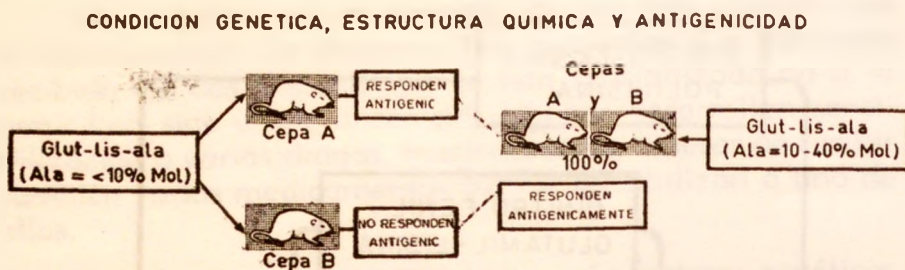 CONDICION GENETICA, ESTRUCTURA QUIMICA Y ANTIGENICIDAD
Glut-lis-ala
(Ala = <10% Mol)
Cepa A
RESPONDEN
ANTIGENIC
Cepa B
NO RESPONDEN
ANTIGENIC
Cepas
A y B
100%
RESPONDEN
ANTIGENICAMENTE
Glut-lis-ala
(Ala=10-40% Mol)